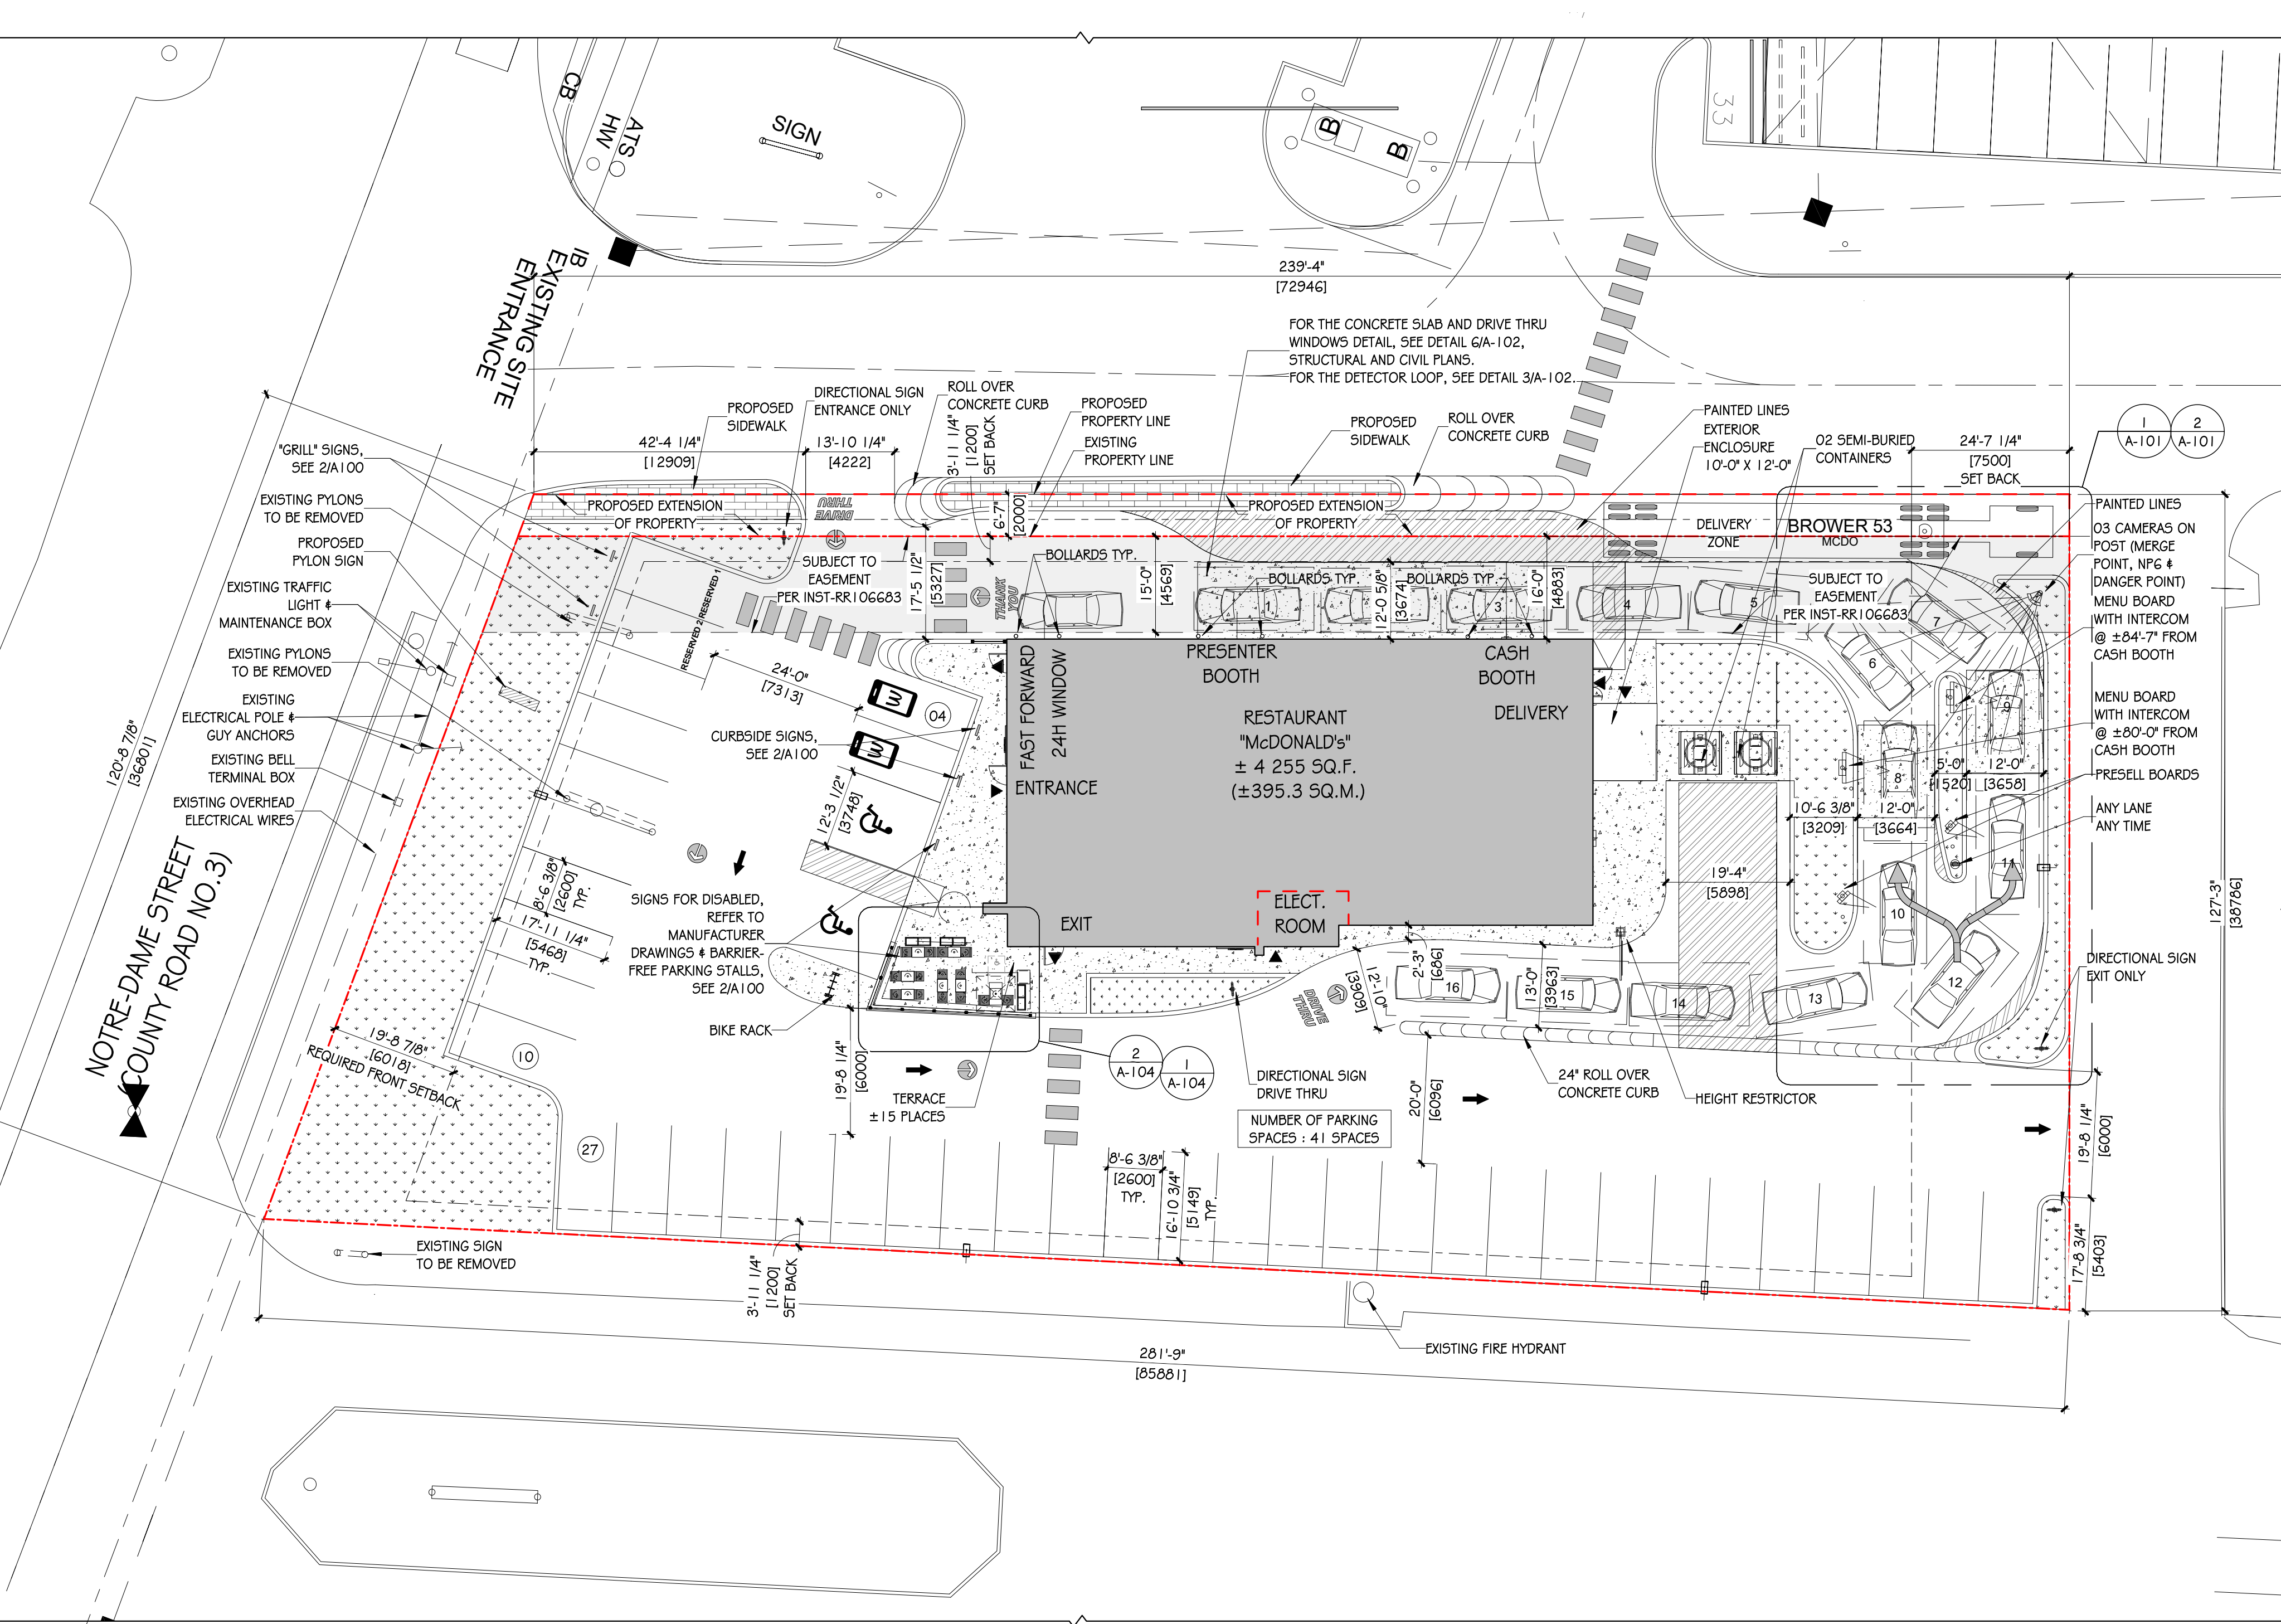 CB
HW
ATS
SIGN
B
B
33
IB
EXISTING SITE
ENTRANCE
239'-4"
[72946]
FOR THE CONCRETE SLAB AND DRIVE THRU
WINDOWS DETAIL, SEE DETAIL 6/A-102,
STRUCTURAL AND CIVIL PLANS.
FOR THE DETECTOR LOOP, SEE DETAIL 3/A-102.
"GRILL" SIGNS,
SEE 2/A100
EXISTING PYLONS
TO BE REMOVED
PROPOSED
PYLON SIGN
EXISTING TRAFFIC
LIGHT &
MAINTENANCE BOX
EXISTING PYLONS
TO BE REMOVED
EXISTING
ELECTRICAL POLE &
GUY ANCHORS
EXISTING BELL
TERMINAL BOX
EXISTING OVERHEAD
ELECTRICAL WIRES
120'-8 7/8"
[36801]
NOTRE-DAME STREET
(COUNTY ROAD NO.3)
PROPOSED
SIDEWALK
42'-4 1/4"
[12909]
DIRECTIONAL SIGN
ENTRANCE ONLY
13'-10 1/4"
[4222]
ROLL OVER
CONCRETE CURB
3'-11 1/4"
[1200]
SET BACK
PROPOSED
PROPERTY LINE
EXISTING
PROPERTY LINE
PROPOSED
SIDEWALK
ROLL OVER
CONCRETE CURB
PAINTED LINES
EXTERIOR
ENCLOSURE
10'-0" X 12'-0"
02 SEMI-BURIED
CONTAINERS
24'-7 1/4"
[7500]
SET BACK
1
A-101
2
A-101
PROPOSED EXTENSION
OF PROPERTY
DRIVE
THRU
6'-7"
[2000]
PROPOSED EXTENSION
OF PROPERTY
DELIVERY
ZONE
BROWER 53
MCDO
PAINTED LINES
03 CAMERAS ON
POST (MERGE
POINT, NP6 &
DANGER POINT)
MENU BOARD
WITH INTERCOM
@ ±84'-7" FROM
CASH BOOTH
MENU BOARD
WITH INTERCOM
@ ±80'-0" FROM
CASH BOOTH
PRESELL BOARDS
ANY LANE
ANY TIME
SUBJECT TO
EASEMENT
PER INST-RR106683
17'-5 1/2"
[5327]
THANK
YOU
BOLLARDS TYP.
15'-0"
[4569]
BOLLARDS TYP.
12'-0 5/8"
[3674]
BOLLARDS TYP.
16'-0"
[4883]
SUBJECT TO
EASEMENT
PER INST-RR106683
1
3
4
5
6
7
8
9
10
11
12
13
14
15
16
RESERVED 2
RESERVED 1
24'-0"
[7313]
04
CURBSIDE SIGNS,
SEE 2/A100
12'-3 1/2"
[3748]
FAST FORWARD
24H WINDOW
ENTRANCE
PRESENTER
BOOTH
CASH
BOOTH
DELIVERY
RESTAURANT
"McDONALD's"
± 4 255 SQ.F.
(±395.3 SQ.M.)
ELECT.
ROOM
EXIT
5'-0"
[1520]
12'-0"
[3658]
10'-6 3/8"
[3209]
12'-0"
[3664]
19'-4"
[5898]
127'-3"
[38786]
8'-6 3/8"
[2600]
TYP.
17'-11 1/4"
[5468]
TYP.
SIGNS FOR DISABLED,
REFER TO
MANUFACTURER
DRAWINGS & BARRIER-
FREE PARKING STALLS,
SEE 2/A100
BIKE RACK
2'-3"
[686]
12'-10"
[3909]
13'-0"
[3963]
DRIVE
THRU
DIRECTIONAL SIGN
EXIT ONLY
19'-8 7/8"
[6018]
REQUIRED FRONT SETBACK
10
27
19'-8 1/4"
[6000]
TERRACE
±15 PLACES
2
A-104
1
A-104
DIRECTIONAL SIGN
DRIVE THRU
NUMBER OF PARKING
SPACES : 41 SPACES
20'-0"
[6096]
24" ROLL OVER
CONCRETE CURB
HEIGHT RESTRICTOR
19'-8 1/4"
[6000]
8'-6 3/8"
[2600]
TYP.
16'-10 3/4"
[5149]
TYP.
17'-8 3/4"
[5403]
EXISTING SIGN
TO BE REMOVED
3'-11 1/4"
[1200]
SET BACK
EXISTING FIRE HYDRANT
281'-9"
[85881]